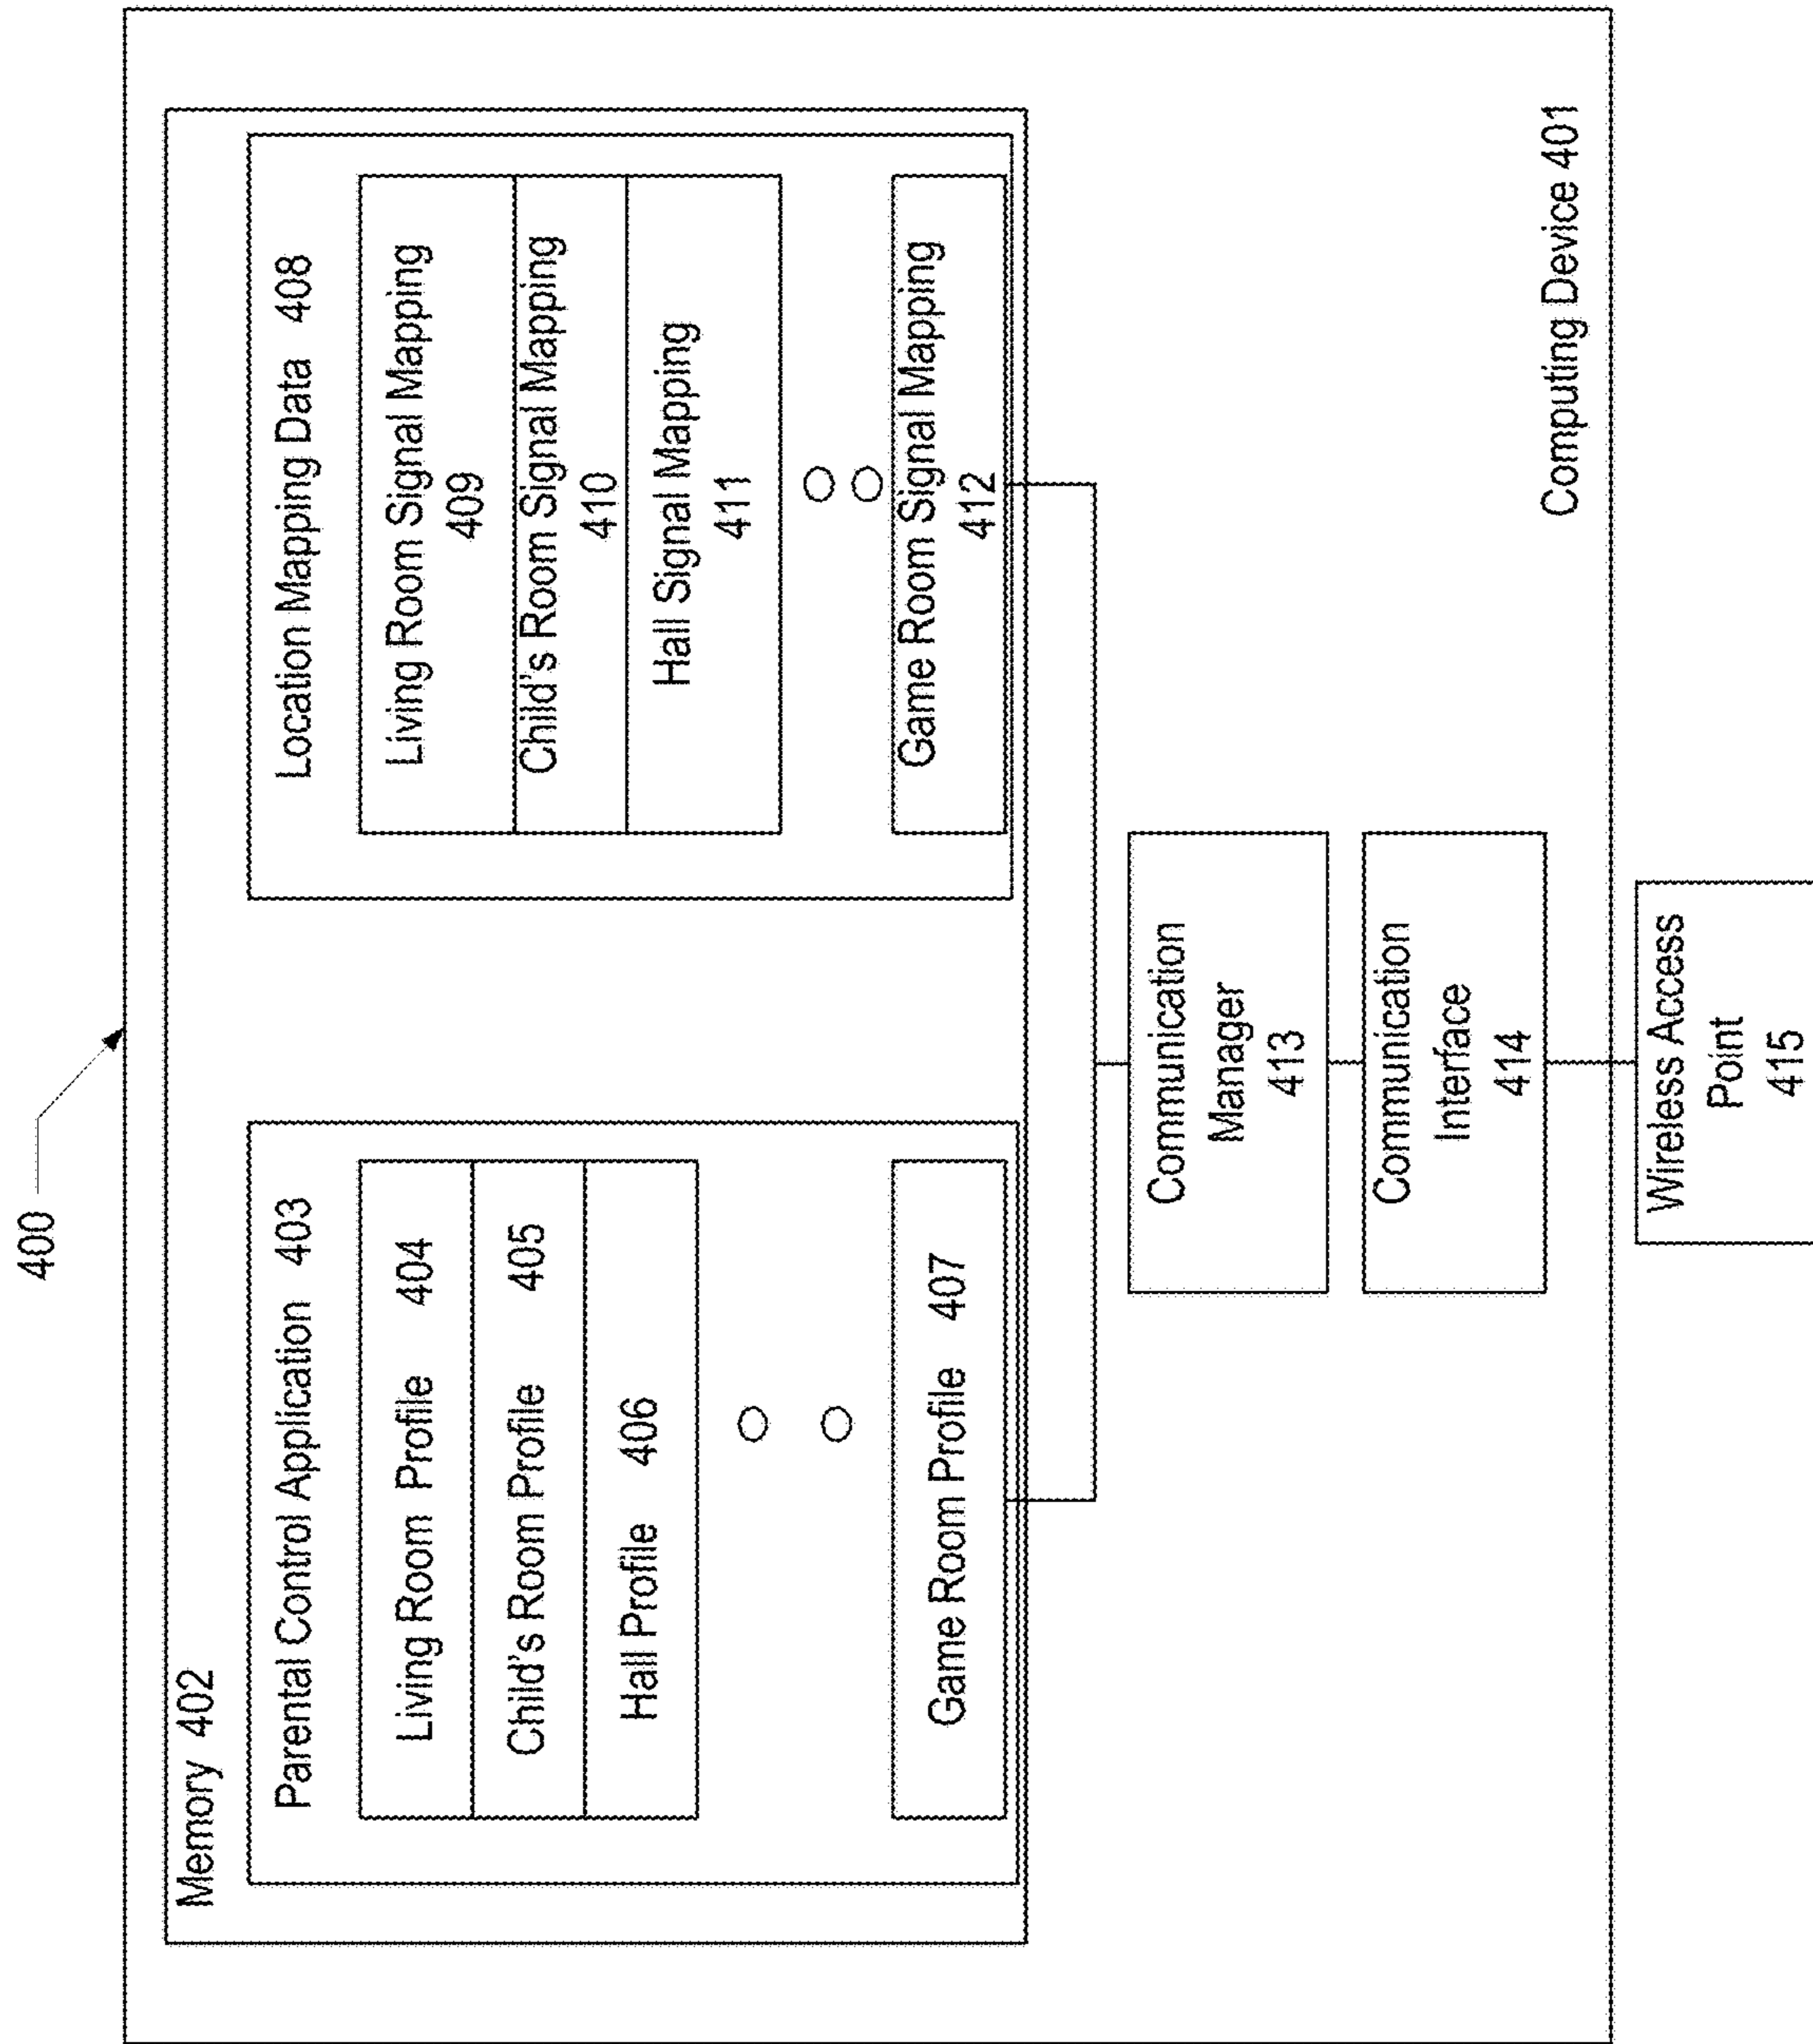 400
Memory 402
Parental Control Application 403
Living Room Profile 404
Child's Room Profile 405
Hall Profile 406
Game Room Profile 407
Location Mapping Data 408
Living Room Signal Mapping
409
Child's Room Signal Mapping
410
Hall Signal Mapping
411
Game Room Signal Mapping
412
Communication
Manager
413
Communication
Interface
414
Computing Device 401
Wireless Access
Point
415